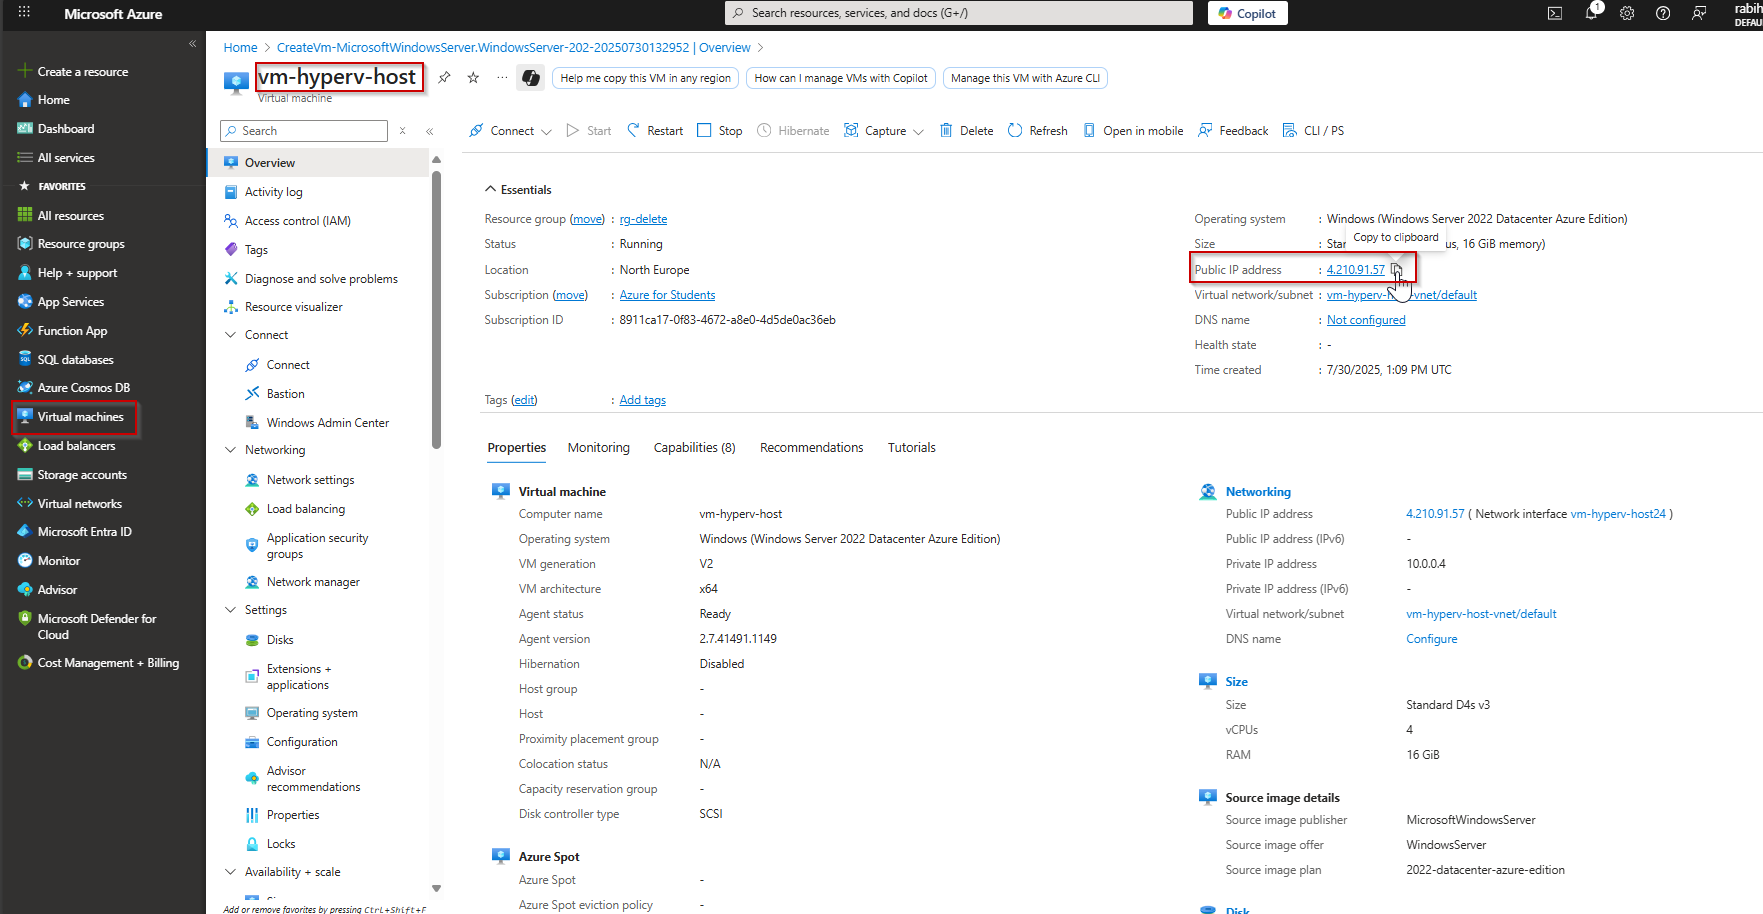 Microsoft Azure
Search resources, services, and docs (G+/)
Copilot
1
rabih
DEFAU
Create a resource
Home
Dashboard
All services
FAVORITES
All resources
Resource groups
Help + support
App Services
Function App
SQL databases
Azure Cosmos DB
Virtual machines
Load balancers
Storage accounts
Virtual networks
Microsoft Entra ID
Monitor
Advisor
Microsoft Defender for
Cloud
Cost Management + Billing
Home > CreateVm-MicrosoftWindowsServer.WindowsServer-202-20250730132952 | Overview >
vm-hyperv-host
Virtual machine
Help me copy this VM in any region
How can I manage VMs with Copilot
Manage this VM with Azure CLI
Search
Overview
Activity log
Access control (IAM)
Tags
Diagnose and solve problems
Resource visualizer
Connect
Connect
Bastion
Windows Admin Center
Networking
Network settings
Load balancing
Application security
groups
Network manager
Settings
Disks
Extensions +
applications
Operating system
Configuration
Advisor
recommendations
Properties
Locks
Availability + scale
Add or remove favorites by pressing Ctrl+Shift+F
Connect Start Restart Stop Hibernate Capture Delete Refresh Open in mobile Feedback CLI / PS
Essentials
Resource group (move) : rg-delete
Status : Running
Location : North Europe
Subscription (move) : Azure for Students
Subscription ID : 8911ca17-0f83-4672-a8e0-4d5de0ac36eb
Tags (edit) : Add tags
Operating system : Windows (Windows Server 2022 Datacenter Azure Edition)
Copy to clipboard
Size : Stan us, 16 GiB memory)
Public IP address : 4.210.91.57
Virtual network/subnet : vm-hyperv-h -vnet/default
DNS name : Not configured
Health state : -
Time created : 7/30/2025, 1:09 PM UTC
Properties Monitoring Capabilities (8) Recommendations Tutorials
Virtual machine
Computer name vm-hyperv-host
Operating system Windows (Windows Server 2022 Datacenter Azure Edition)
VM generation V2
VM architecture x64
Agent status Ready
Agent version 2.7.41491.1149
Hibernation Disabled
Host group -
Host -
Proximity placement group -
Colocation status N/A
Capacity reservation group -
Disk controller type SCSI
Azure Spot
Azure Spot -
Azure Spot eviction policy -
Networking
Public IP address 4.210.91.57 ( Network interface vm-hyperv-host24 )
Public IP address (IPv6) -
Private IP address 10.0.0.4
Private IP address (IPv6) -
Virtual network/subnet vm-hyperv-host-vnet/default
DNS name Configure
Size
Size Standard D4s v3
vCPUs 4
RAM 16 GiB
Source image details
Source image publisher MicrosoftWindowsServer
Source image offer WindowsServer
Source image plan 2022-datacenter-azure-edition
Disk